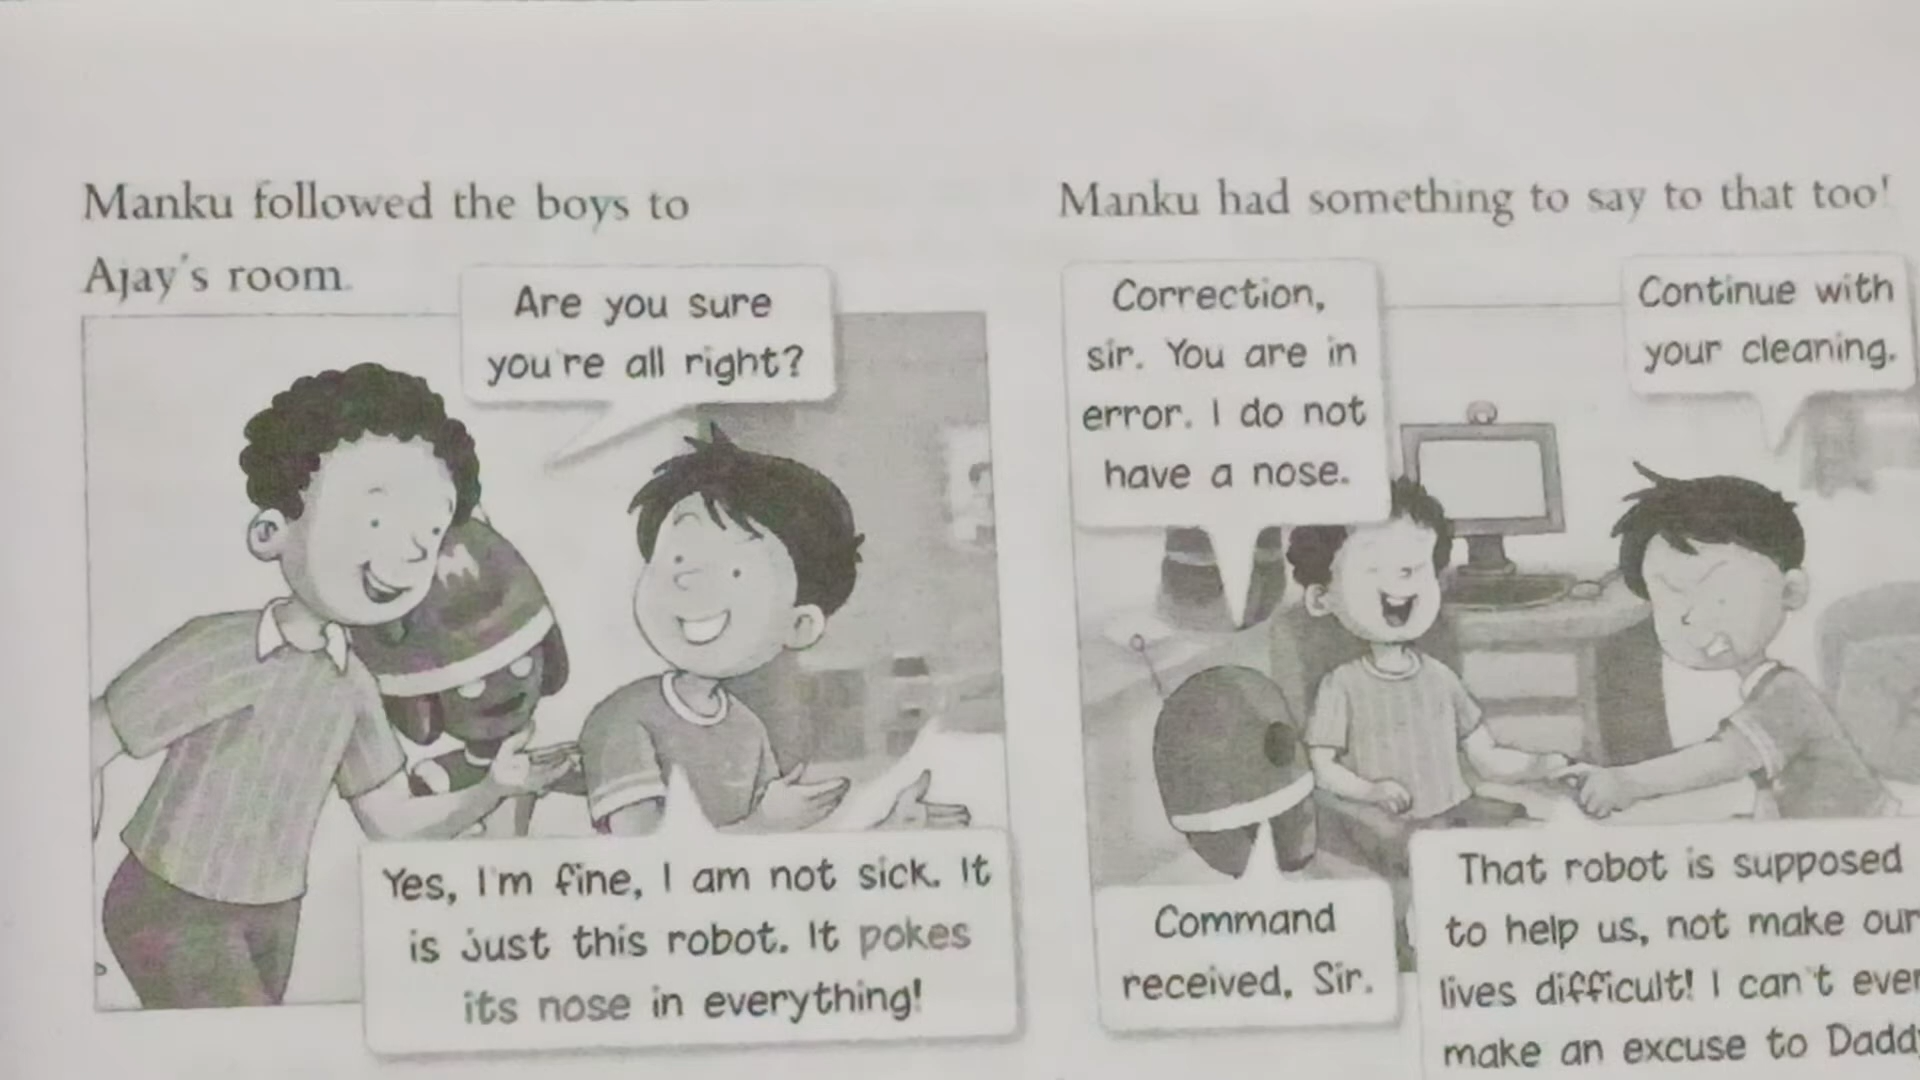 Manku followed the boys to
Ajay's room.
Are you sure
you're all right?
Yes, I'm fine, I am not sick. It
is just this robot. It pokes
its nose in everything!
Manku had something to say to that too!
Correction,
sir. You are in
error. I do not
have a nose.
Continue with
your cleaning.
Command
received, Sir.
That robot is supposed
to help us, not make our
lives difficult! I can't even
make an excuse to Daddy